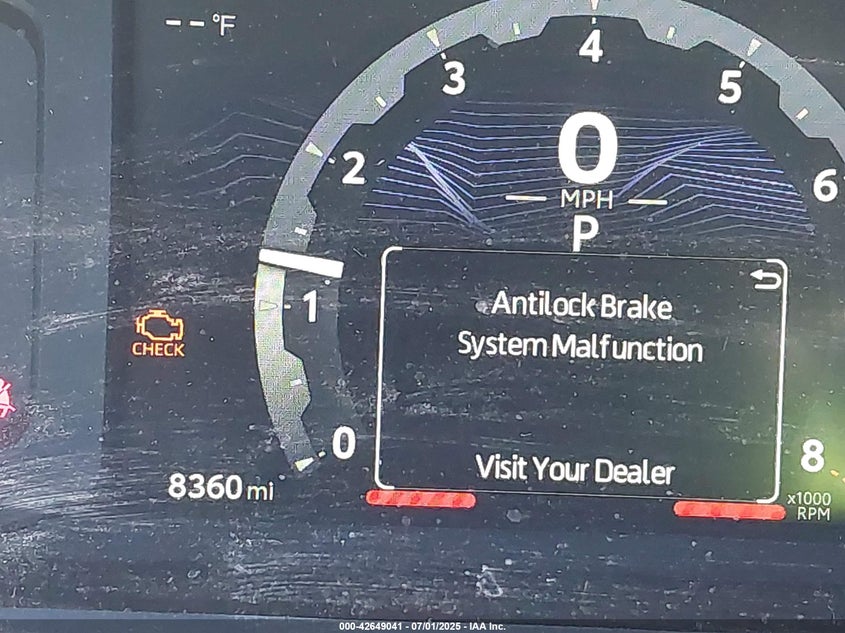 -- °F
4
3
5
2
0
6
MPH
P
1
Antilock Brake
System Malfunction
CHECK
0
Visit Your Dealer
8
8360 mi
x1000
RPM
000-42649041 - 07/01/2025 - IAA Inc.